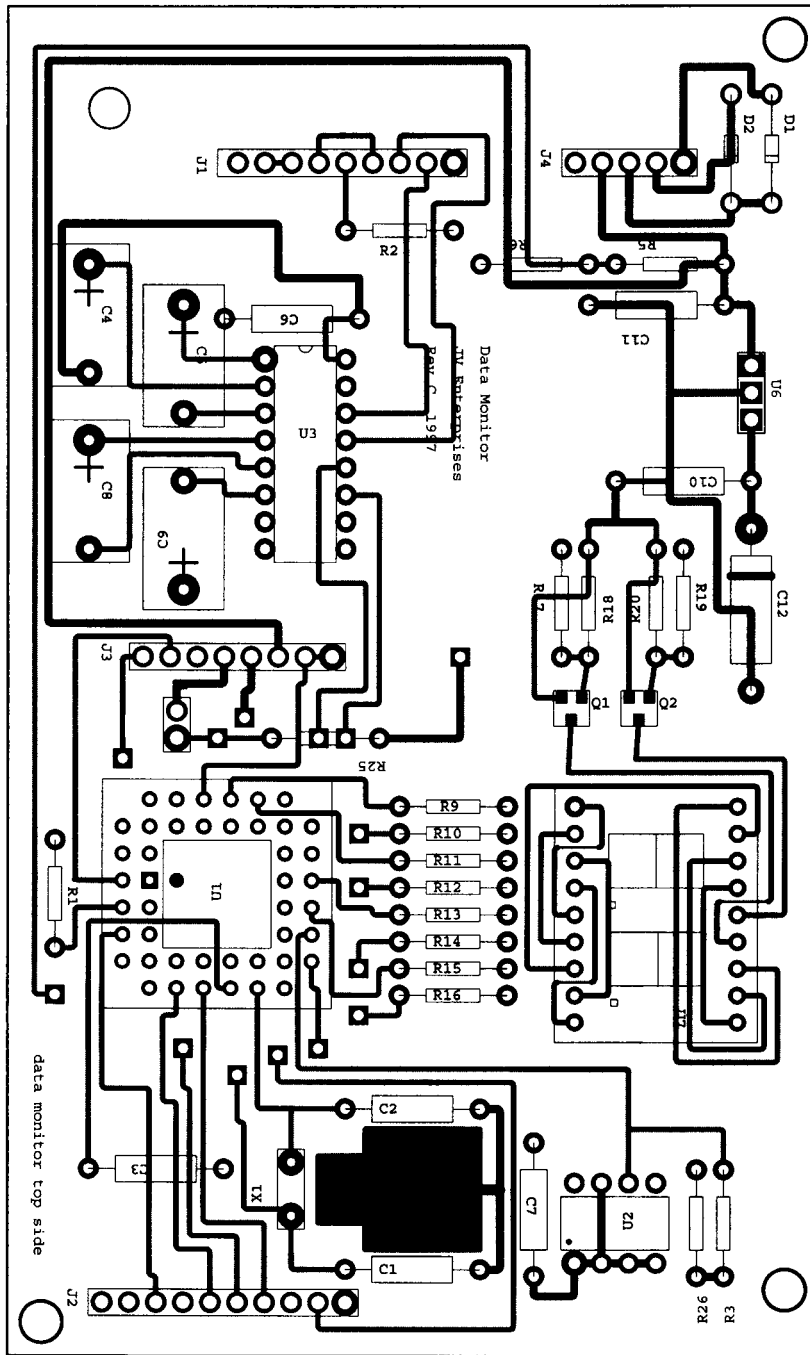 D1
D2
J4
J1
R2
R6
R5
C4
C5
C6
C11
U6
Data Monitor
JV Enterprises
Rev C 1997
U3
C8
C9
C10
C12
R17
R18
R20
R19
J3
Q1
Q2
R25
R9
R10
R11
R12
R13
R14
R15
R16
U1
R1
data monitor top side
C3
X1
C2
C1
C7
U2
R26
R3
J2